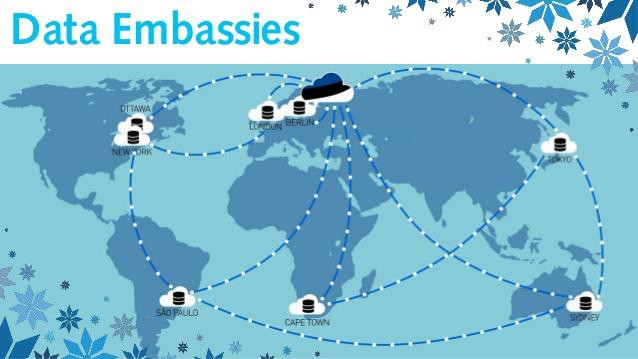 Data Embassies
OTTAWA
NEW YORK
LONDON
BERLIN
TOKYO
SÃO PAULO
CAPE TOWN
SYDNEY